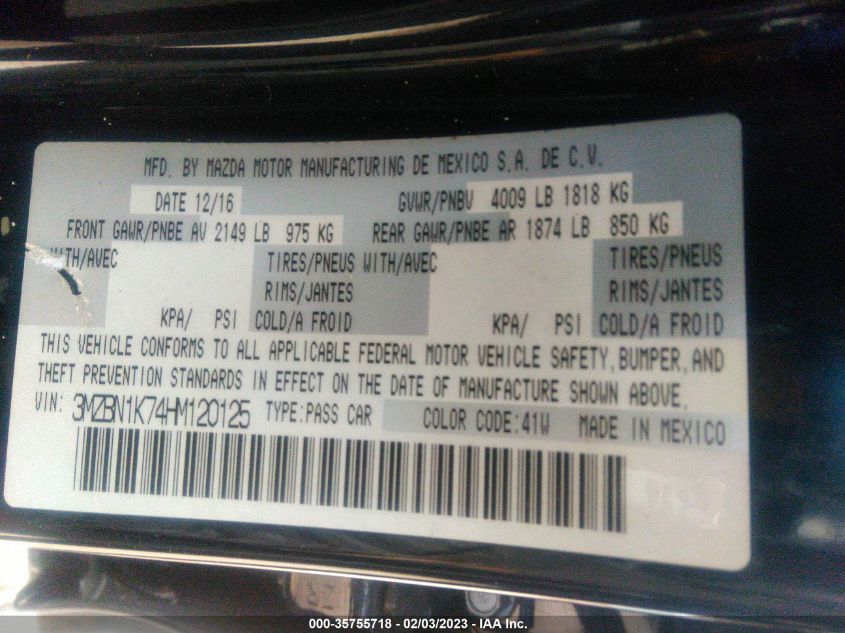 MFD. BY MAZDA MOTOR MANUFACTURING DE MEXICO S.A. DE C.V.
DATE 12/16 GVWR/PNBV 4009 LB 1818 KG
FRONT GAWR/PNBE AV 2149 LB 975 KG REAR GAWR/PNBE AR 1874 LB 850 KG
WITH/AVEC TIRES/PNEUS WITH/AVEC TIRES/PNEUS
RIMS/JANTES RIMS/JANTES
KPA/ PSI COLD/A FROID KPA/ PSI COLD/A FROID
THIS VEHICLE CONFORMS TO ALL APPLICABLE FEDERAL MOTOR VEHICLE SAFETY, BUMPER, AND
THEFT PREVENTION STANDARDS IN EFFECT ON THE DATE OF MANUFACTURE SHOWN ABOVE.
VIN: 3MZBN1K74HM120125 TYPE:PASS CAR COLOR CODE:41W MADE IN MEXICO
000-35755718 - 02/03/2023 - IAA Inc.